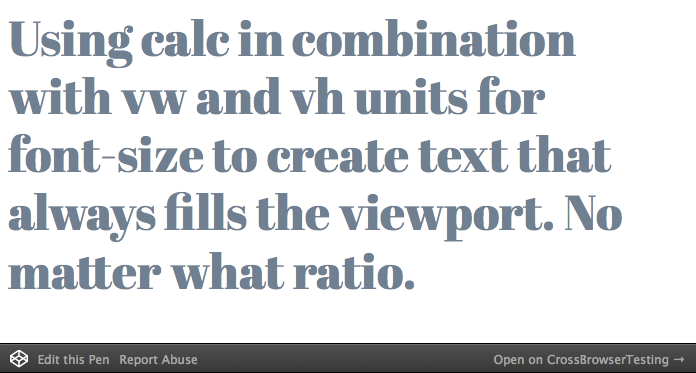 Using calc in combination
with vw and vh units for
font-size to create text that
always fills the viewport. No
matter what ratio.
Edit this Pen Report Abuse Open on CrossBrowserTesting →